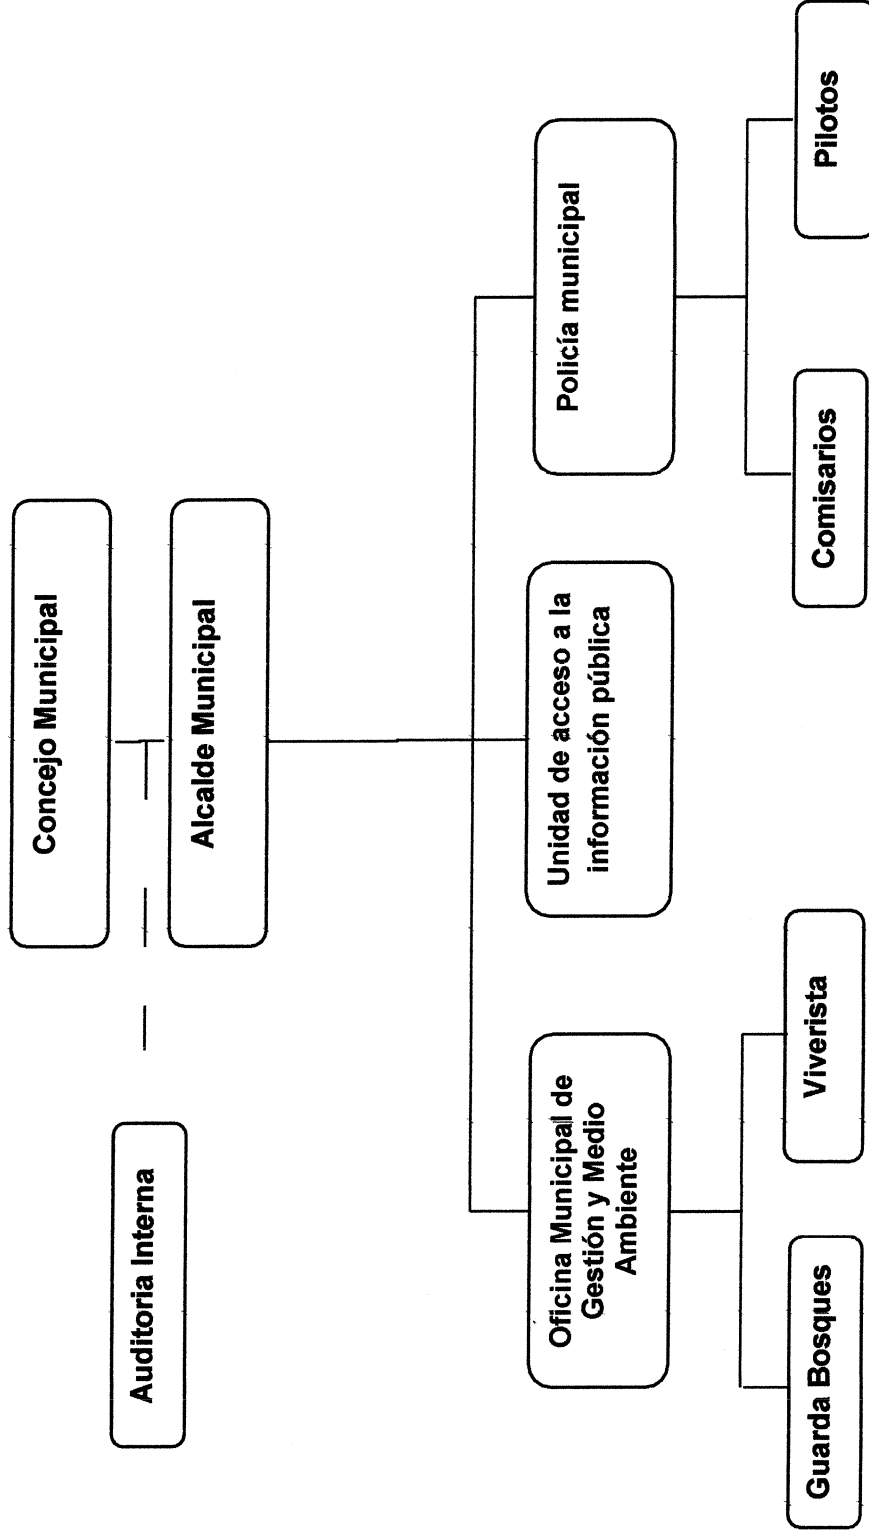 Concejo Municipal
Auditoria Interna
Alcalde Municipal
Oficina Municipal de
Gestión y Medio
Ambiente
Unidad de acceso a la
información pública
Policía municipal
Guarda Bosques
Viverista
Comisarios
Pilotos